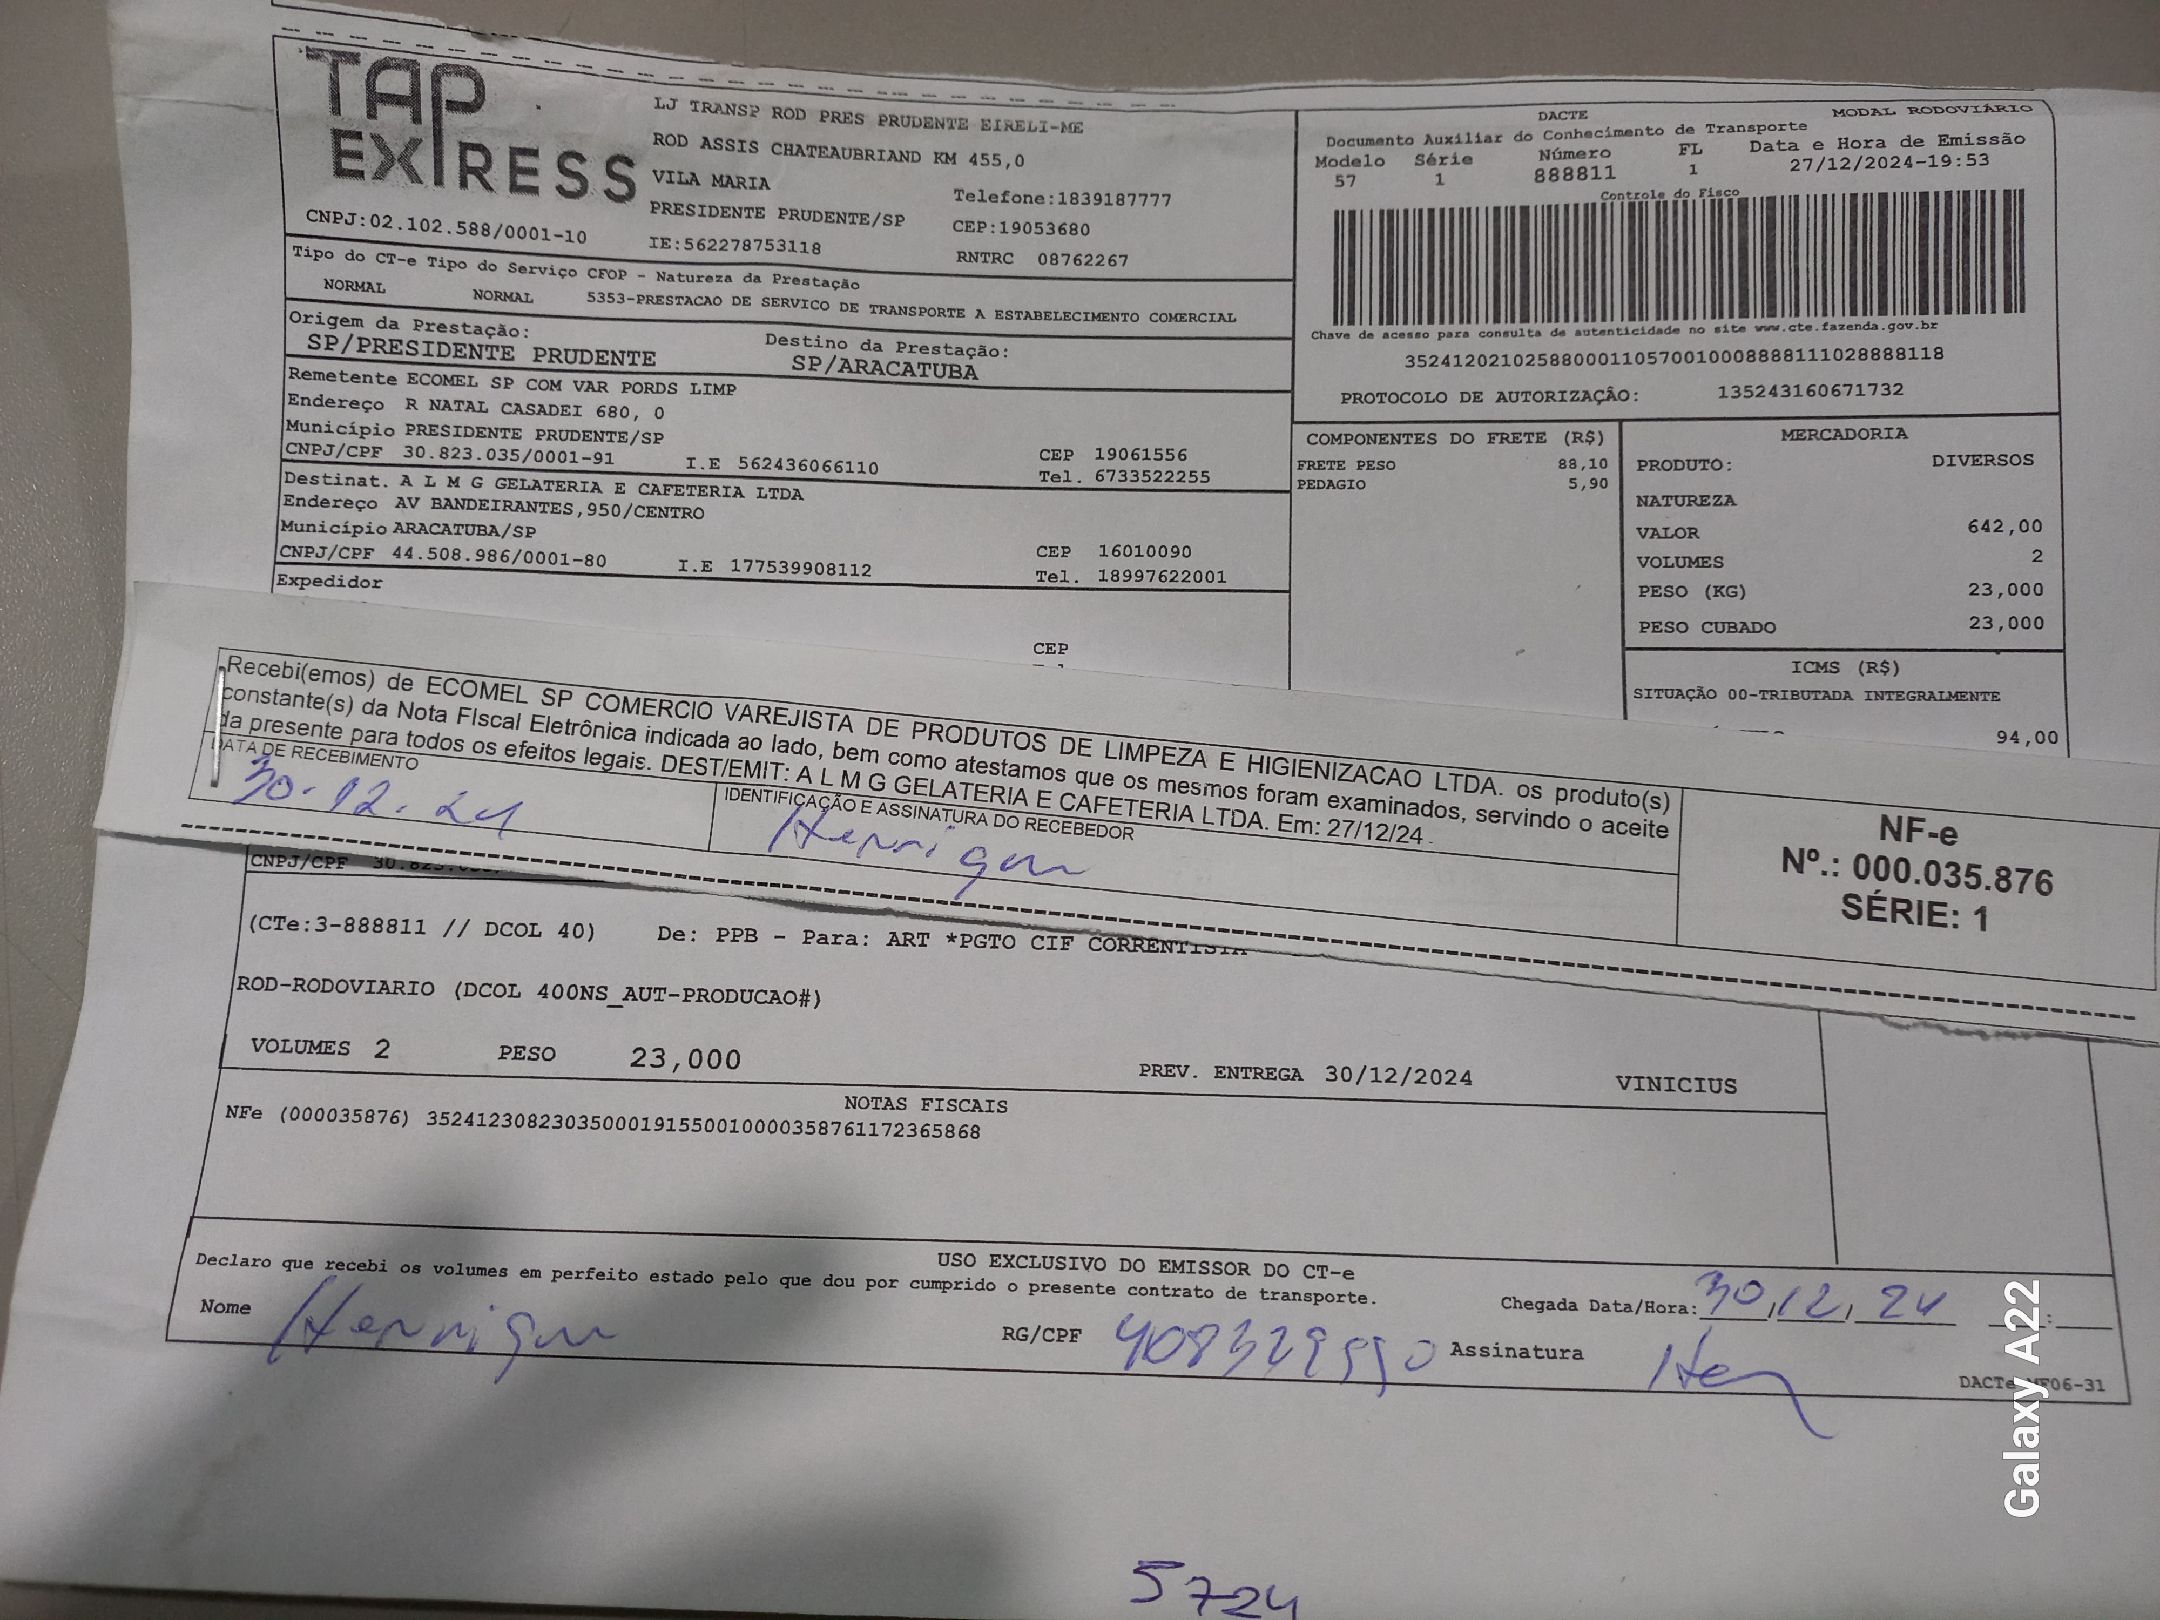 TAP EXPRESS
LJ TRANSP ROD PRES PRUDENTE EIRELI-ME
ROD ASSIS CHATEAUBRIAND KM 455,0
VILA MARIA Telefone:1839187777
PRESIDENTE PRUDENTE/SP CEP:19053680
CNPJ:02.102.588/0001-10 IE:562278753118 RNTRC 08762267
Tipo do CT-e Tipo do Serviço CFOP - Natureza da Prestação
NORMAL NORMAL 5353-PRESTACAO DE SERVICO DE TRANSPORTE A ESTABELECIMENTO COMERCIAL
Origem da Prestação: Destino da Prestação:
SP/PRESIDENTE PRUDENTE SP/ARACATUBA
Remetente ECOMEL SP COM VAR PORDS LIMP
Endereço R NATAL CASADEI 680, 0
Município PRESIDENTE PRUDENTE/SP CEP 19061556
CNPJ/CPF 30.823.035/0001-91 I.E 562436066110 Tel. 6733522255
Destinat. A L M G GELATERIA E CAFETERIA LTDA
Endereço AV BANDEIRANTES,950/CENTRO
Município ARACATUBA/SP CEP 16010090
CNPJ/CPF 44.508.986/0001-80 I.E 177539908112 Tel. 18997622001
Expedidor
CEP
DACTE MODAL RODOVIÁRIO
Documento Auxiliar do Conhecimento de Transporte
Modelo Série Número FL Data e Hora de Emissão
57 1 888811 1 27/12/2024-19:53
Controle do Fisco
Chave de acesso para consulta de autenticidade no site www.cte.fazenda.gov.br
35241202102588000110570010008888111028888118
PROTOCOLO DE AUTORIZAÇÃO: 135243160671732
COMPONENTES DO FRETE (R$)
FRETE PESO 88,10
PEDAGIO 5,90
MERCADORIA
PRODUTO: DIVERSOS
NATUREZA
VALOR 642,00
VOLUMES 2
PESO (KG) 23,000
PESO CUBADO 23,000
ICMS (R$)
SITUAÇÃO 00-TRIBUTADA INTEGRALMENTE
94,00
Recebi(emos) de ECOMEL SP COMERCIO VAREJISTA DE PRODUTOS DE LIMPEZA E HIGIENIZACAO LTDA. os produto(s)
constante(s) da Nota FIscal Eletrônica indicada ao lado, bem como atestamos que os mesmos foram examinados, servindo o aceite
da presente para todos os efeitos legais. DEST/EMIT: A L M G GELATERIA E CAFETERIA LTDA. Em: 27/12/24.
DATA DE RECEBIMENTO IDENTIFICAÇÃO E ASSINATURA DO RECEBEDOR
30-12-24 Henrique
NF-e
Nº.: 000.035.876
SÉRIE: 1
CNPJ/CPF
(CTe:3-888811 // DCOL 40) De: PPB - Para: ART *PGTO CIF CORRENTISTA
ROD-RODOVIARIO (DCOL 400NS_AUT-PRODUCAO#)
VOLUMES 2 PESO 23,000 PREV. ENTREGA 30/12/2024 VINICIUS
NOTAS FISCAIS
NFe (000035876) 35241230823035000191550010000358761172365868
USO EXCLUSIVO DO EMISSOR DO CT-e
Declaro que recebi os volumes em perfeito estado pelo que dou por cumprido o presente contrato de transporte.
Nome Henrique RG/CPF Assinatura Chegada Data/Hora: 30/12/24 :
5724
Galaxy A22